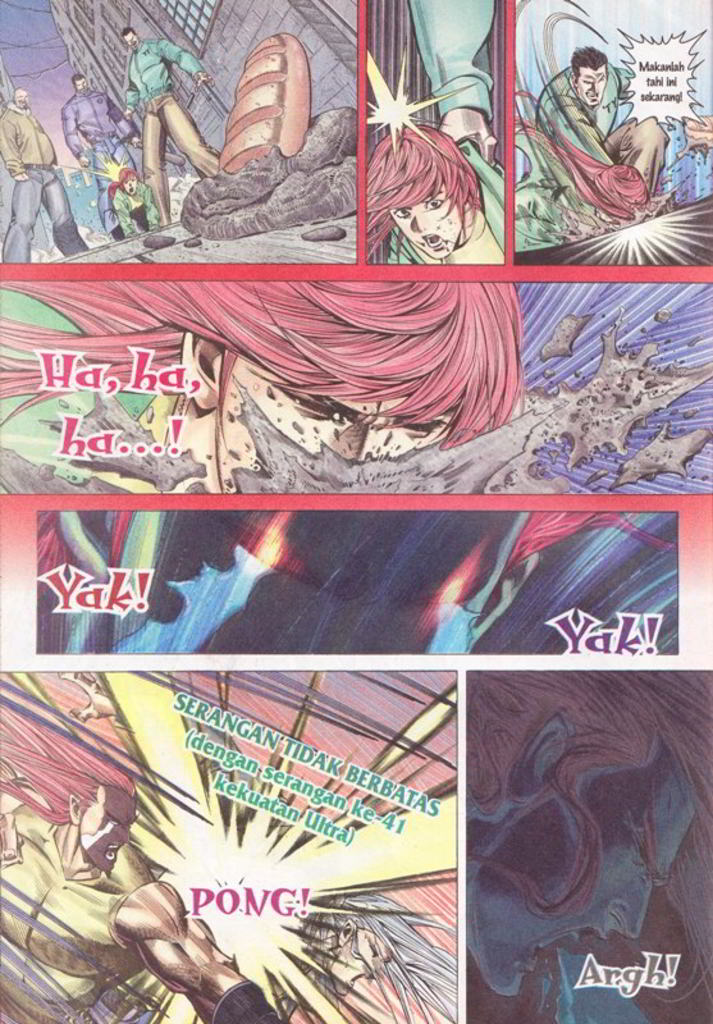 Makanlah
tahi ini
sekarang!
Ha, ha,
ha...!
Yak!
Yak!
SERANGAN TIDAK BERBATAS
(dengan serangan ke-41
kekuatan Ultra)
PONG!
Argh!